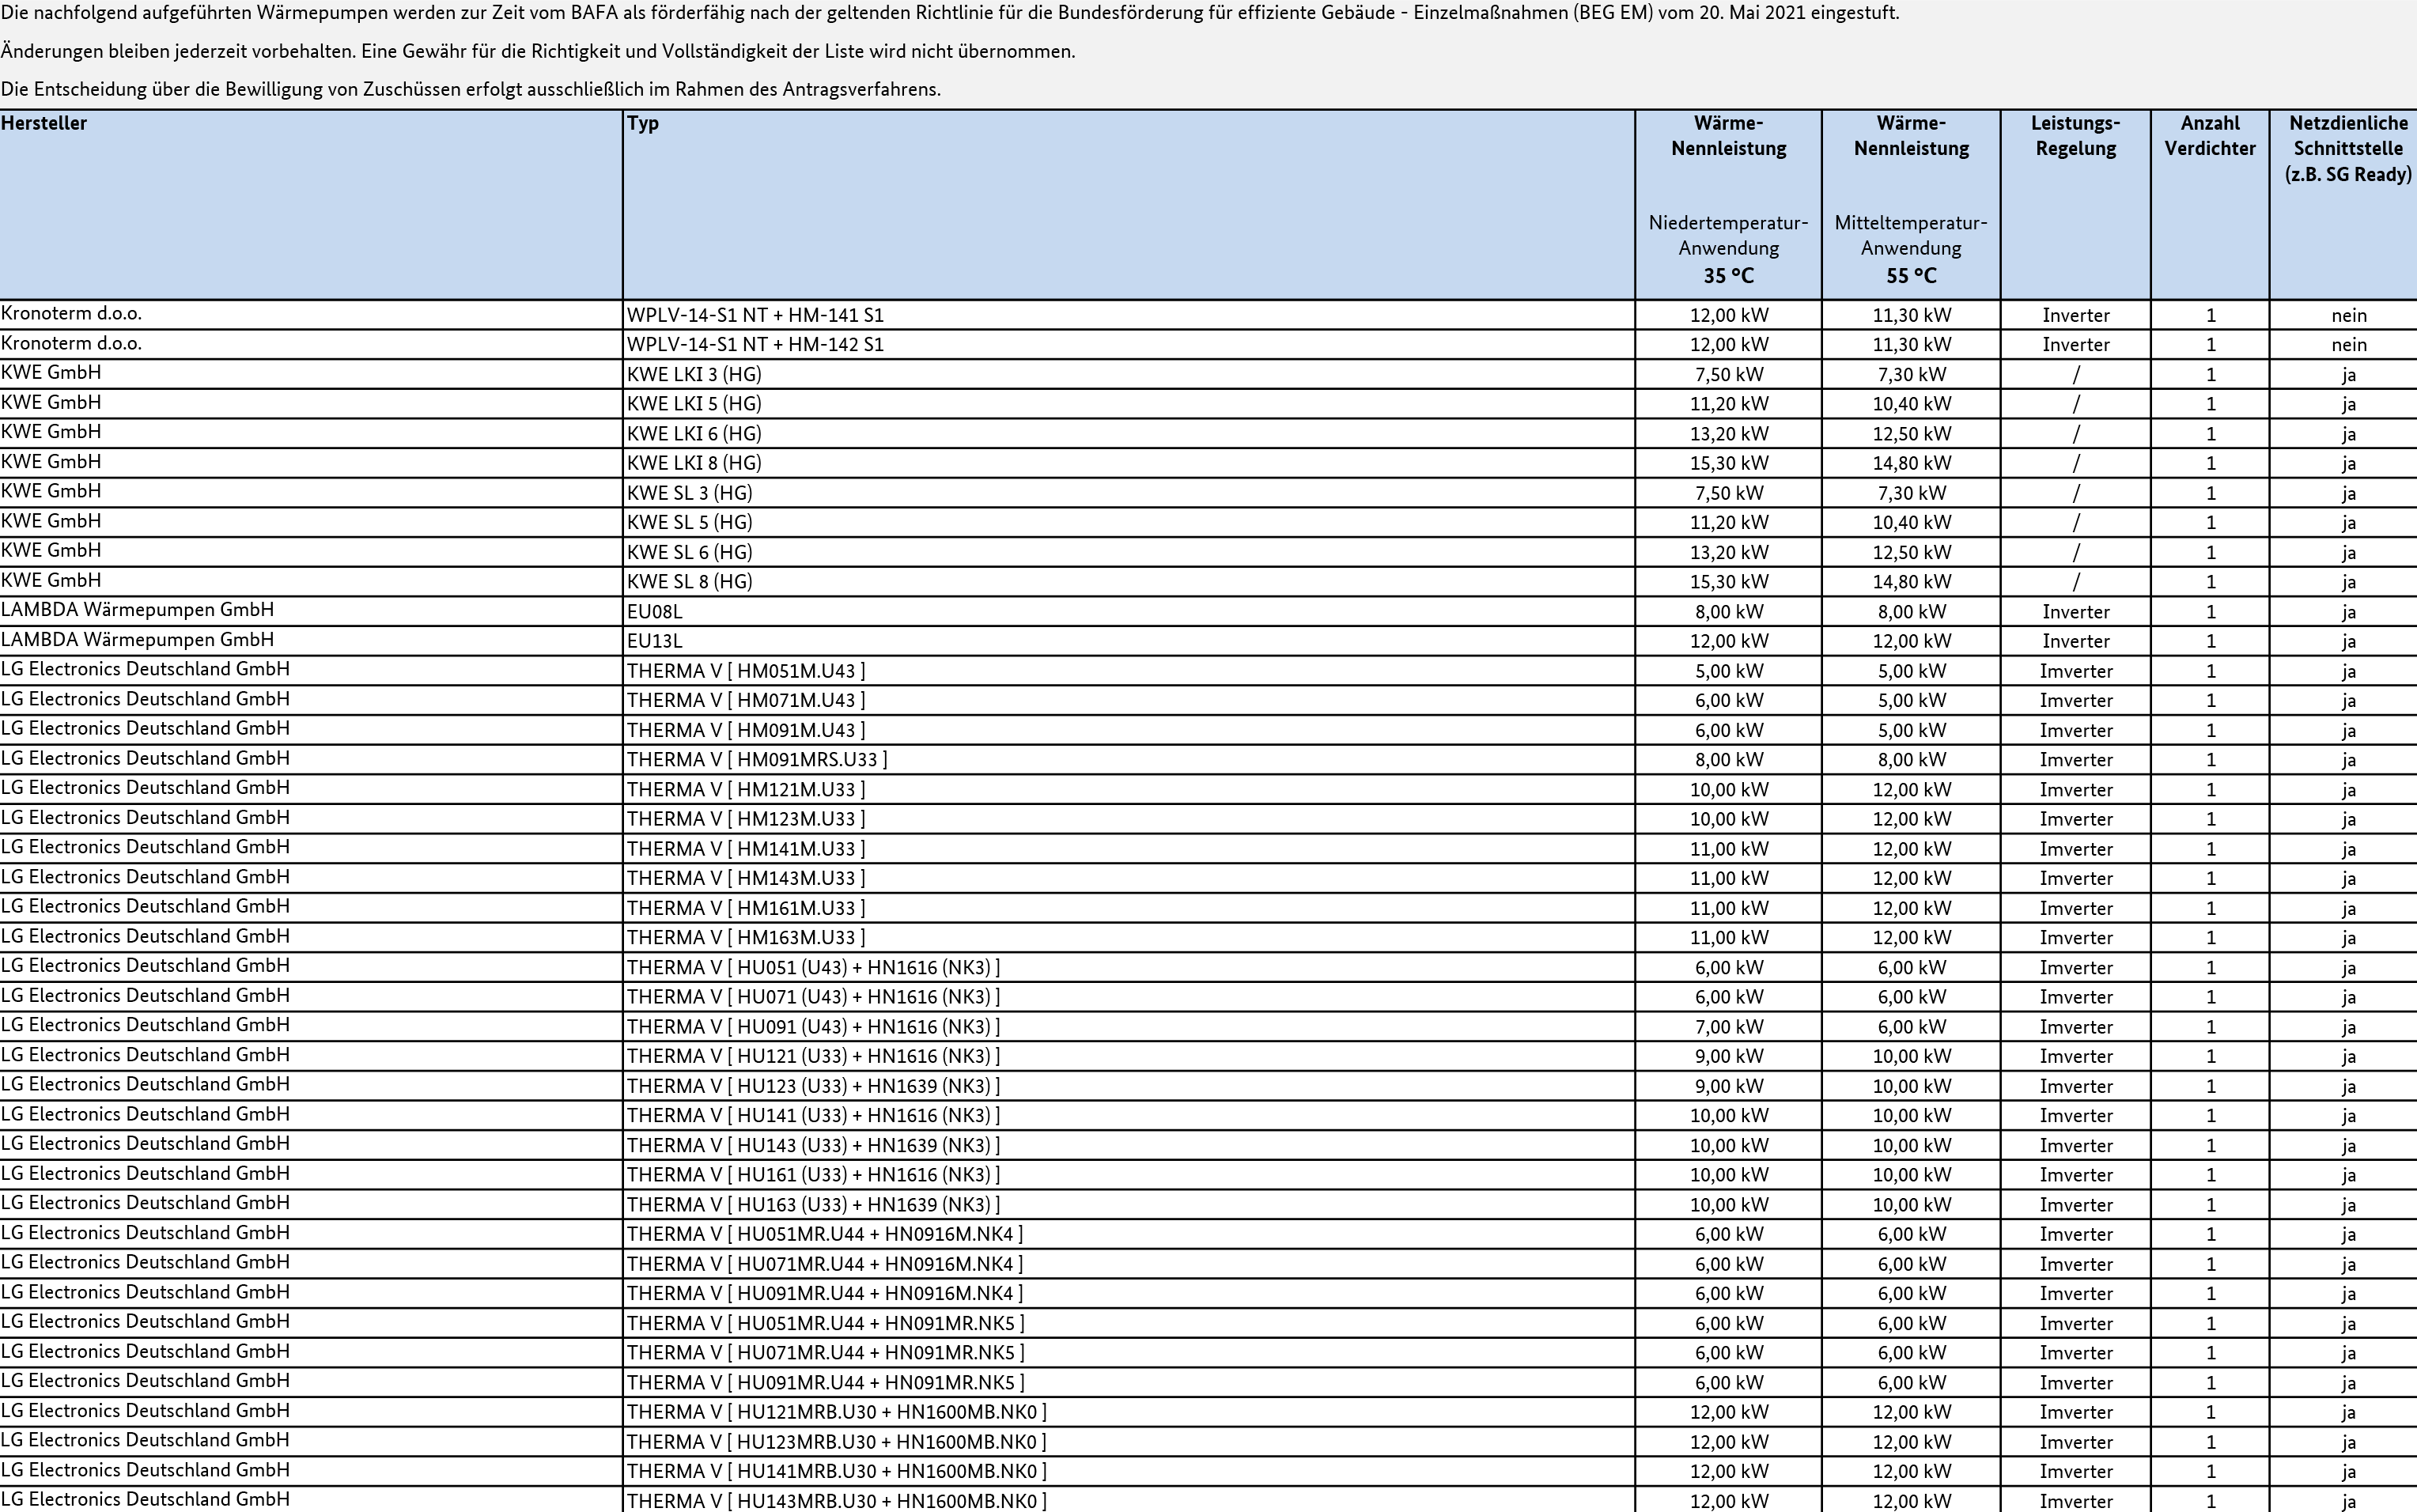 Die nachfolgend aufgeführten Wärmepumpen werden zur Zeit vom BAFA als förderfähig nach der geltenden Richtlinie für die Bundesförderung für effiziente Gebäude - Einzelmaßnahmen (BEG EM) vom 20. Mai 2021 eingestuft.
Änderungen bleiben jederzeit vorbehalten. Eine Gewähr für die Richtigkeit und Vollständigkeit der Liste wird nicht übernommen.
Die Entscheidung über die Bewilligung von Zuschüssen erfolgt ausschließlich im Rahmen des Antragsverfahrens.
Hersteller Typ Wärme- Wärme- Leistungs- Anzahl Netzdienliche
Nennleistung Nennleistung Regelung Verdichter Schnittstelle
(z.B. SG Ready)
Niedertemperatur- Mitteltemperatur-
Anwendung Anwendung
35 °C 55 °C
Kronoterm d.o.o. WPLV-14-S1 NT + HM-141 S1 12,00 kW 11,30 kW Inverter 1 nein
Kronoterm d.o.o. WPLV-14-S1 NT + HM-142 S1 12,00 kW 11,30 kW Inverter 1 nein
KWE GmbH KWE LKI 3 (HG) 7,50 kW 7,30 kW / 1 ja
KWE GmbH KWE LKI 5 (HG) 11,20 kW 10,40 kW / 1 ja
KWE GmbH KWE LKI 6 (HG) 13,20 kW 12,50 kW / 1 ja
KWE GmbH KWE LKI 8 (HG) 15,30 kW 14,80 kW / 1 ja
KWE GmbH KWE SL 3 (HG) 7,50 kW 7,30 kW / 1 ja
KWE GmbH KWE SL 5 (HG) 11,20 kW 10,40 kW / 1 ja
KWE GmbH KWE SL 6 (HG) 13,20 kW 12,50 kW / 1 ja
KWE GmbH KWE SL 8 (HG) 15,30 kW 14,80 kW / 1 ja
LAMBDA Wärmepumpen GmbH EU08L 8,00 kW 8,00 kW Inverter 1 ja
LAMBDA Wärmepumpen GmbH EU13L 12,00 kW 12,00 kW Inverter 1 ja
LG Electronics Deutschland GmbH THERMA V [ HM051M.U43 ] 5,00 kW 5,00 kW Imverter 1 ja
LG Electronics Deutschland GmbH THERMA V [ HM071M.U43 ] 6,00 kW 5,00 kW Imverter 1 ja
LG Electronics Deutschland GmbH THERMA V [ HM091M.U43 ] 6,00 kW 5,00 kW Imverter 1 ja
LG Electronics Deutschland GmbH THERMA V [ HM091MRS.U33 ] 8,00 kW 8,00 kW Imverter 1 ja
LG Electronics Deutschland GmbH THERMA V [ HM121M.U33 ] 10,00 kW 12,00 kW Imverter 1 ja
LG Electronics Deutschland GmbH THERMA V [ HM123M.U33 ] 10,00 kW 12,00 kW Imverter 1 ja
LG Electronics Deutschland GmbH THERMA V [ HM141M.U33 ] 11,00 kW 12,00 kW Imverter 1 ja
LG Electronics Deutschland GmbH THERMA V [ HM143M.U33 ] 11,00 kW 12,00 kW Imverter 1 ja
LG Electronics Deutschland GmbH THERMA V [ HM161M.U33 ] 11,00 kW 12,00 kW Imverter 1 ja
LG Electronics Deutschland GmbH THERMA V [ HM163M.U33 ] 11,00 kW 12,00 kW Imverter 1 ja
LG Electronics Deutschland GmbH THERMA V [ HU051 (U43) + HN1616 (NK3) ] 6,00 kW 6,00 kW Imverter 1 ja
LG Electronics Deutschland GmbH THERMA V [ HU071 (U43) + HN1616 (NK3) ] 6,00 kW 6,00 kW Imverter 1 ja
LG Electronics Deutschland GmbH THERMA V [ HU091 (U43) + HN1616 (NK3) ] 7,00 kW 6,00 kW Imverter 1 ja
LG Electronics Deutschland GmbH THERMA V [ HU121 (U33) + HN1616 (NK3) ] 9,00 kW 10,00 kW Imverter 1 ja
LG Electronics Deutschland GmbH THERMA V [ HU123 (U33) + HN1639 (NK3) ] 9,00 kW 10,00 kW Imverter 1 ja
LG Electronics Deutschland GmbH THERMA V [ HU141 (U33) + HN1616 (NK3) ] 10,00 kW 10,00 kW Imverter 1 ja
LG Electronics Deutschland GmbH THERMA V [ HU143 (U33) + HN1639 (NK3) ] 10,00 kW 10,00 kW Imverter 1 ja
LG Electronics Deutschland GmbH THERMA V [ HU161 (U33) + HN1616 (NK3) ] 10,00 kW 10,00 kW Imverter 1 ja
LG Electronics Deutschland GmbH THERMA V [ HU163 (U33) + HN1639 (NK3) ] 10,00 kW 10,00 kW Imverter 1 ja
LG Electronics Deutschland GmbH THERMA V [ HU051MR.U44 + HN0916M.NK4 ] 6,00 kW 6,00 kW Imverter 1 ja
LG Electronics Deutschland GmbH THERMA V [ HU071MR.U44 + HN0916M.NK4 ] 6,00 kW 6,00 kW Imverter 1 ja
LG Electronics Deutschland GmbH THERMA V [ HU091MR.U44 + HN0916M.NK4 ] 6,00 kW 6,00 kW Imverter 1 ja
LG Electronics Deutschland GmbH THERMA V [ HU051MR.U44 + HN091MR.NK5 ] 6,00 kW 6,00 kW Imverter 1 ja
LG Electronics Deutschland GmbH THERMA V [ HU071MR.U44 + HN091MR.NK5 ] 6,00 kW 6,00 kW Imverter 1 ja
LG Electronics Deutschland GmbH THERMA V [ HU091MR.U44 + HN091MR.NK5 ] 6,00 kW 6,00 kW Imverter 1 ja
LG Electronics Deutschland GmbH THERMA V [ HU121MRB.U30 + HN1600MB.NK0 ] 12,00 kW 12,00 kW Imverter 1 ja
LG Electronics Deutschland GmbH THERMA V [ HU123MRB.U30 + HN1600MB.NK0 ] 12,00 kW 12,00 kW Imverter 1 ja
LG Electronics Deutschland GmbH THERMA V [ HU141MRB.U30 + HN1600MB.NK0 ] 12,00 kW 12,00 kW Imverter 1 ja
LG Electronics Deutschland GmbH THERMA V [ HU143MRB.U30 + HN1600MB.NK0 ] 12,00 kW 12,00 kW Imverter 1 ja